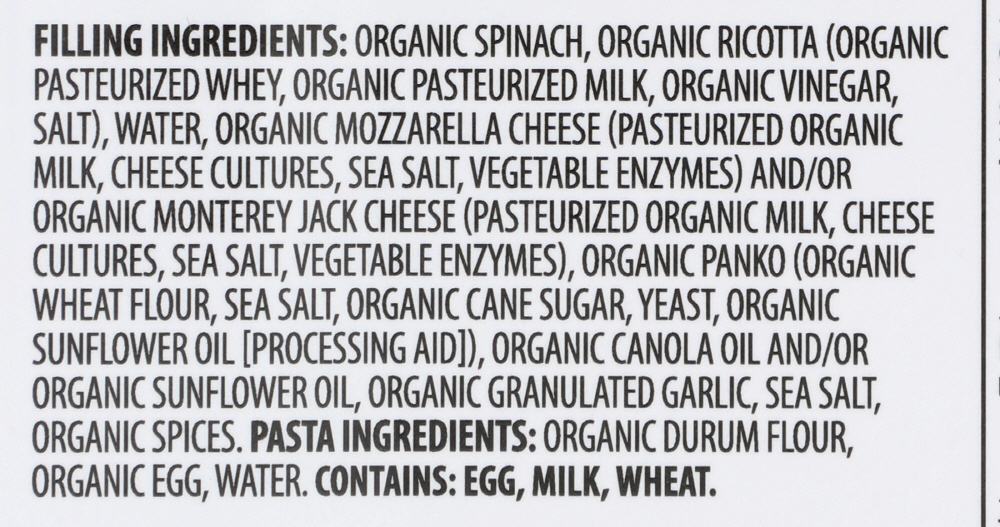 FILLING INGREDIENTS: ORGANIC SPINACH, ORGANIC RICOTTA (ORGANIC
PASTEURIZED WHEY, ORGANIC PASTEURIZED MILK, ORGANIC VINEGAR,
SALT), WATER, ORGANIC MOZZARELLA CHEESE (PASTEURIZED ORGANIC
MILK, CHEESE CULTURES, SEA SALT, VEGETABLE ENZYMES) AND/OR
ORGANIC MONTEREY JACK CHEESE (PASTEURIZED ORGANIC MILK, CHEESE
CULTURES, SEA SALT, VEGETABLE ENZYMES), ORGANIC PANKO (ORGANIC
WHEAT FLOUR, SEA SALT, ORGANIC CANE SUGAR, YEAST, ORGANIC
SUNFLOWER OIL [PROCESSING AID]), ORGANIC CANOLA OIL AND/OR
ORGANIC SUNFLOWER OIL, ORGANIC GRANULATED GARLIC, SEA SALT,
ORGANIC SPICES. PASTA INGREDIENTS: ORGANIC DURUM FLOUR,
ORGANIC EGG, WATER. CONTAINS: EGG, MILK, WHEAT.